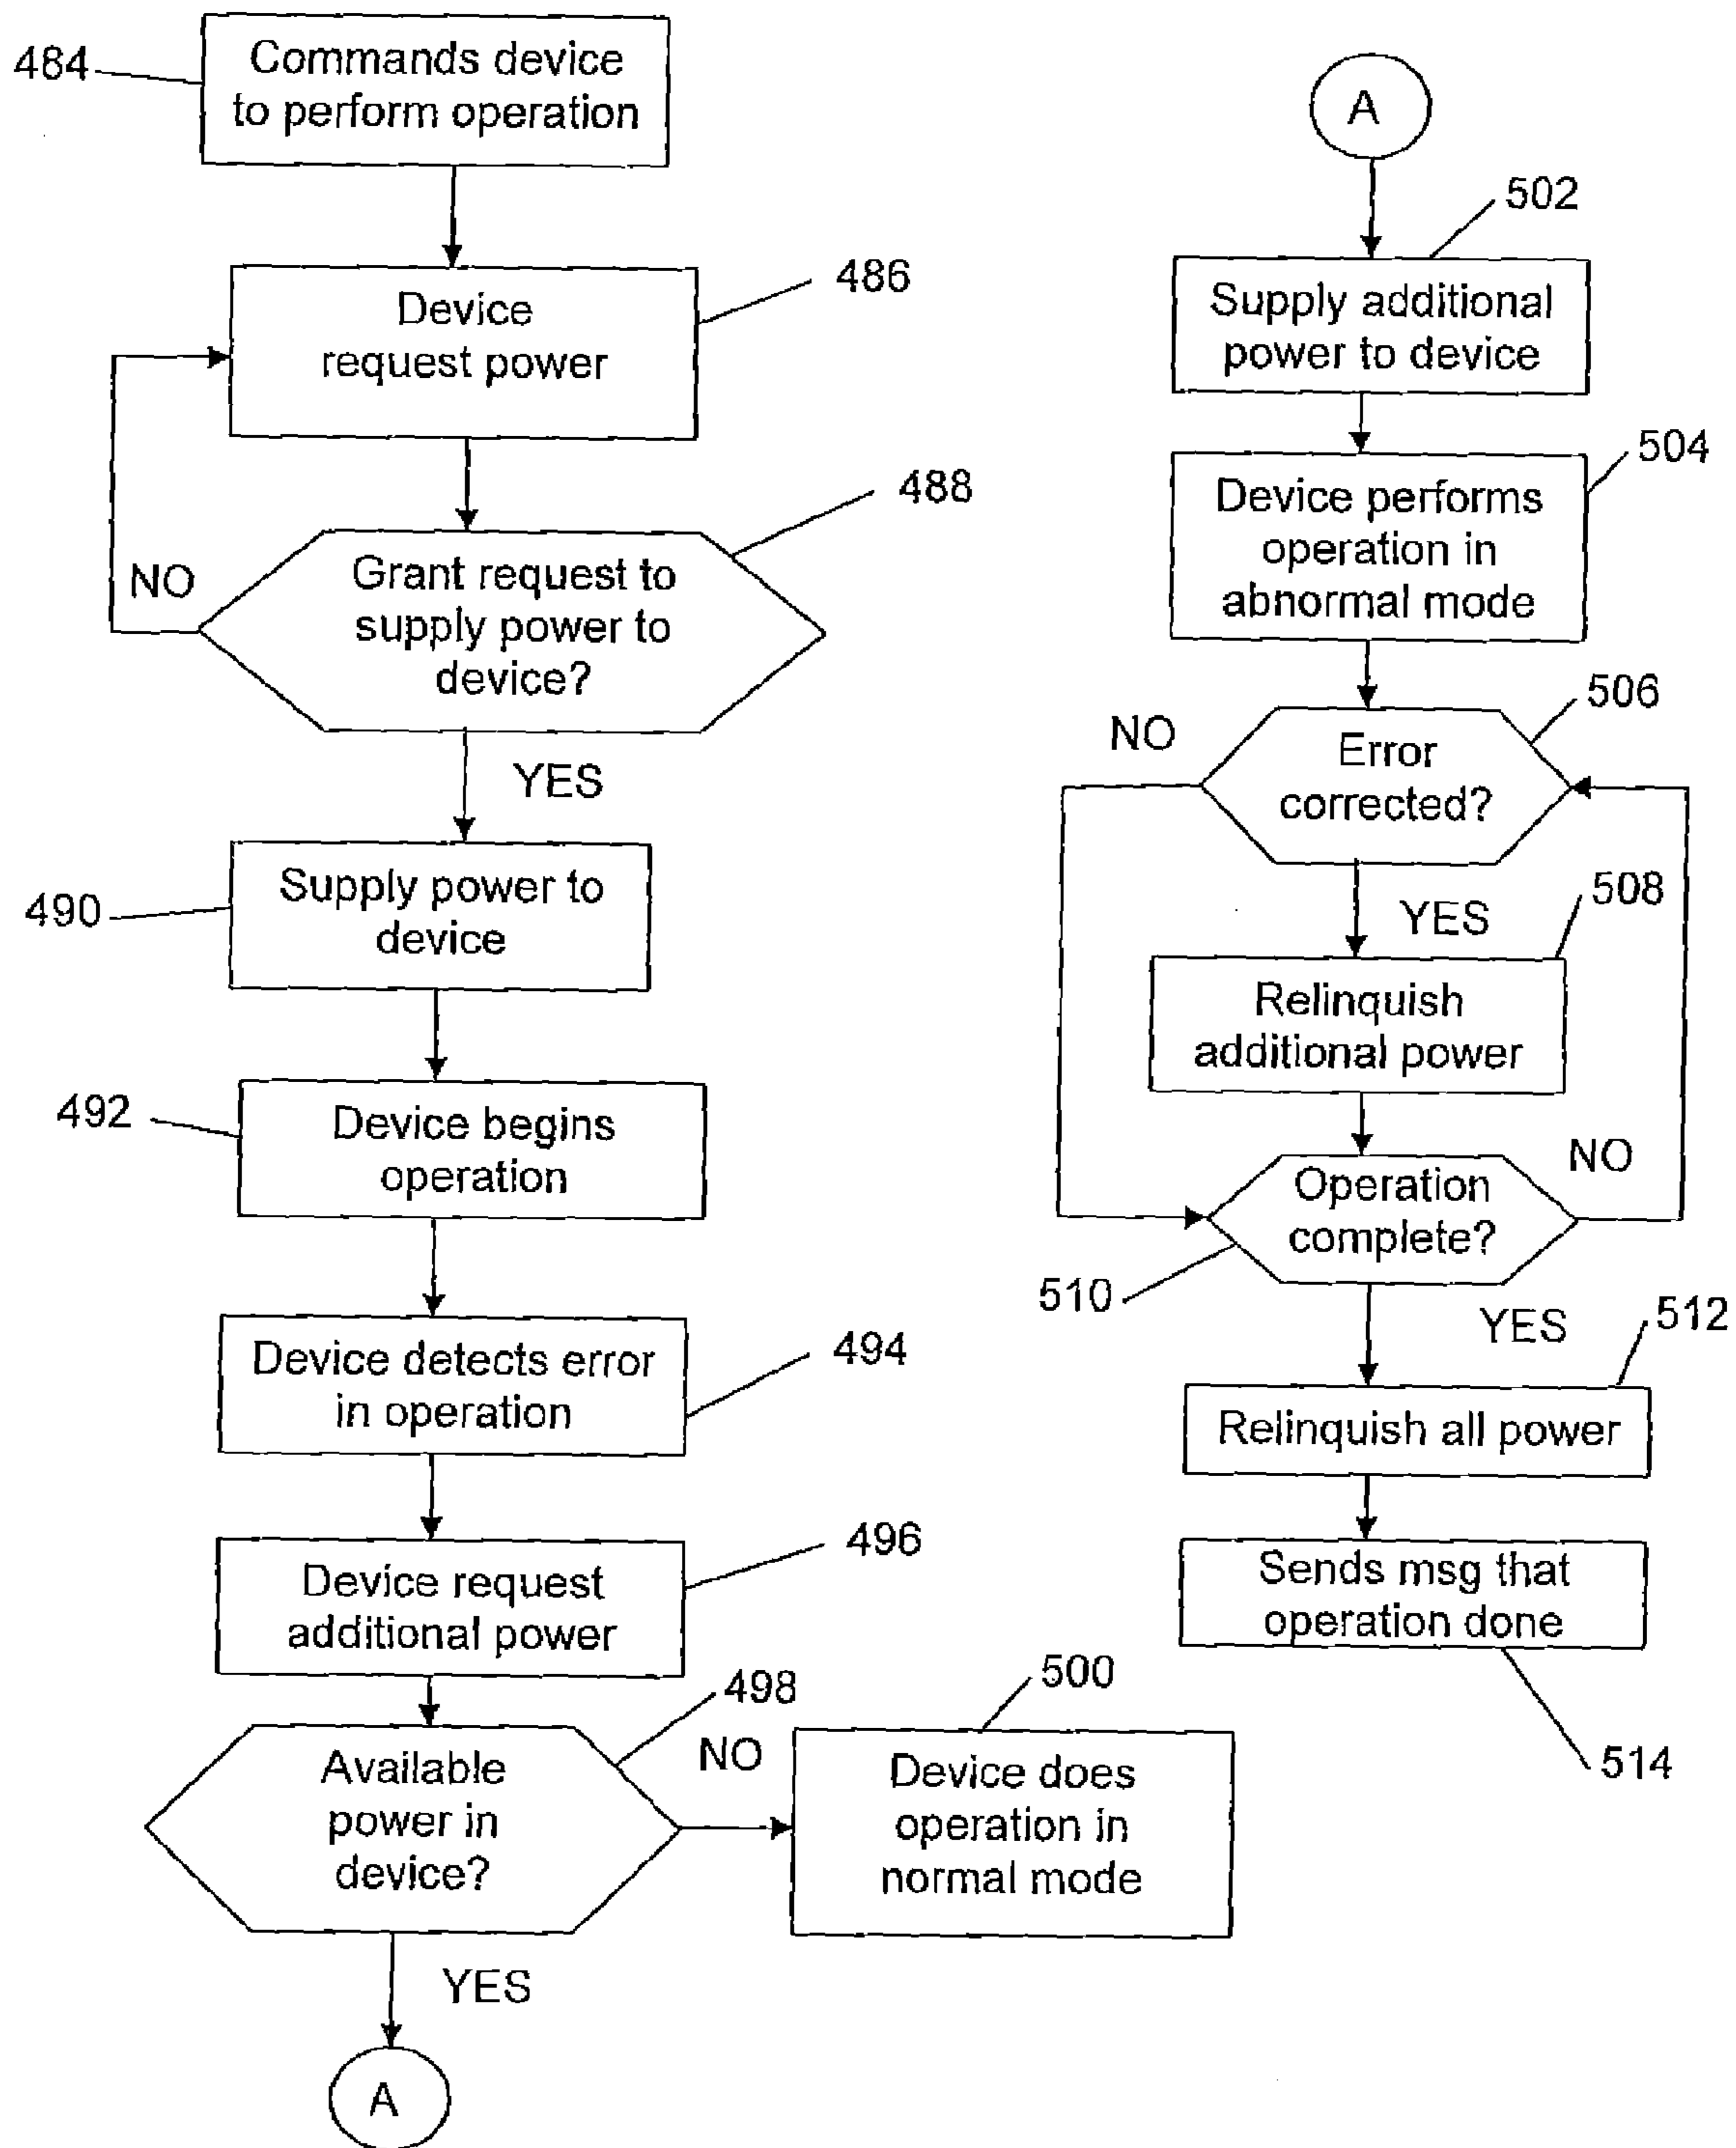 484
Commands device
to perform operation
486
Device
request power
488
NO
Grant request to
supply power to
device?
YES
490
Supply power to
device
492
Device begins
operation
494
Device detects error
in operation
496
Device request
additional power
498
Available
power in
device?
NO
500
Device does
operation in
normal mode
YES
A
A
502
Supply additional
power to device
504
Device performs
operation in
abnormal mode
506
NO
Error
corrected?
YES
508
Relinquish
additional power
NO
Operation
complete?
510
YES
512
Relinquish all power
Sends msg that
operation done
514